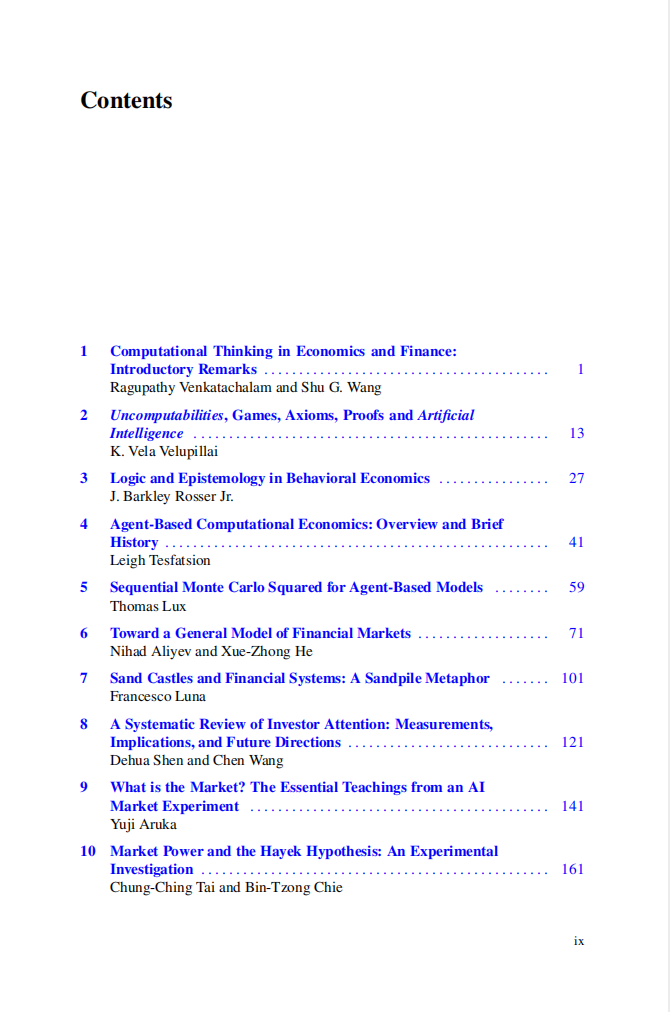 Contents
1 Computational Thinking in Economics and Finance:
Introductory Remarks ........................................ 1
Ragupathy Venkatachalam and Shu G. Wang
2 Uncomputabilities, Games, Axioms, Proofs and Artificial
Intelligence .................................................. 13
K. Vela Velupillai
3 Logic and Epistemology in Behavioral Economics ................ 27
J. Barkley Rosser Jr.
4 Agent-Based Computational Economics: Overview and Brief
History ...................................................... 41
Leigh Tesfatsion
5 Sequential Monte Carlo Squared for Agent-Based Models ........ 59
Thomas Lux
6 Toward a General Model of Financial Markets ................... 71
Nihad Aliyev and Xue-Zhong He
7 Sand Castles and Financial Systems: A Sandpile Metaphor ....... 101
Francesco Luna
8 A Systematic Review of Investor Attention: Measurements,
Implications, and Future Directions ............................ 121
Dehua Shen and Chen Wang
9 What is the Market? The Essential Teachings from an AI
Market Experiment .......................................... 141
Yuji Aruka
10 Market Power and the Hayek Hypothesis: An Experimental
Investigation ................................................. 161
Chung-Ching Tai and Bin-Tzong Chie
ix